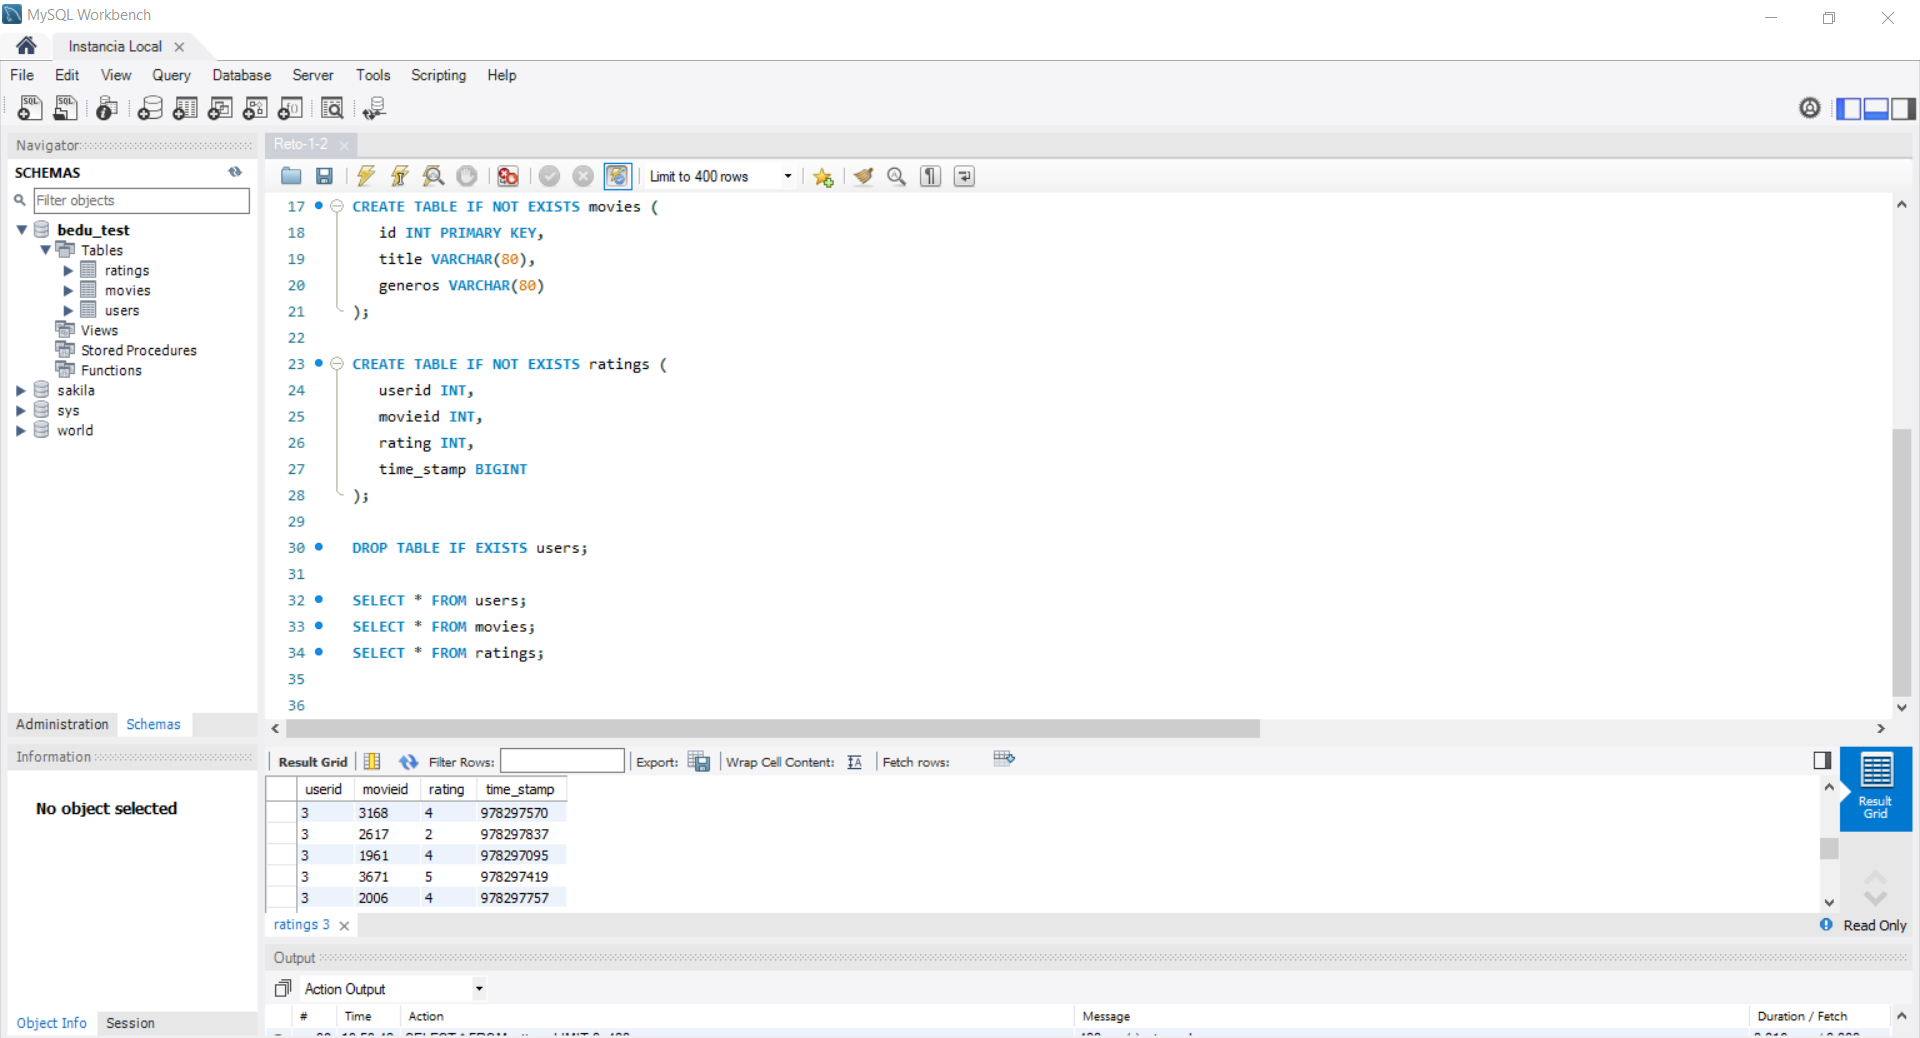 MySQL Workbench
Instancia Local
File Edit View Query Database Server Tools Scripting Help
Navigator
SCHEMAS
Filter objects
bedu_test
Tables
ratings
movies
users
Views
Stored Procedures
Functions
sakila
sys
world
Administration Schemas
Information
No object selected
Object Info Session
Reto-1-2
Limit to 400 rows
17 CREATE TABLE IF NOT EXISTS movies (
18 id INT PRIMARY KEY,
19 title VARCHAR(80),
20 generos VARCHAR(80)
21 );
22
23 CREATE TABLE IF NOT EXISTS ratings (
24 userid INT,
25 movieid INT,
26 rating INT,
27 time_stamp BIGINT
28 );
29
30 DROP TABLE IF EXISTS users;
31
32 SELECT * FROM users;
33 SELECT * FROM movies;
34 SELECT * FROM ratings;
35
36
Result Grid Filter Rows: Export: Wrap Cell Content: Fetch rows:
userid movieid rating time_stamp
3 3168 4 978297570
3 2617 2 978297837
3 1961 4 978297095
3 3671 5 978297419
3 2006 4 978297757
Result
Grid
ratings 3
Read Only
Output
Action Output
# Time Action Message Duration / Fetch